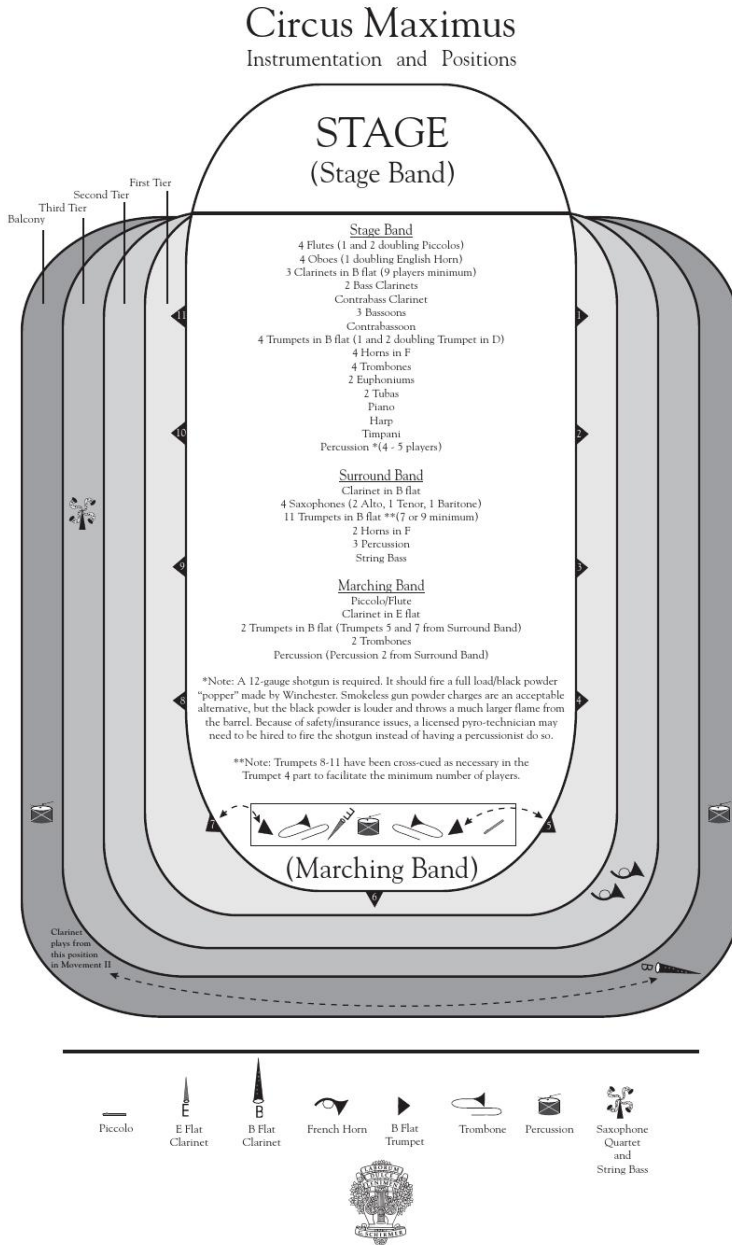 Circus Maximus
Instrumentation and Positions
STAGE
(Stage Band)
First Tier
Second Tier
Third Tier
Balcony
Stage Band
4 Flutes (1 and 2 doubling Piccolos)
4 Oboes (1 doubling English Horn)
3 Clarinets in B flat (9 players minimum)
2 Bass Clarinets
Contrabass Clarinet
3 Bassoons
Contrabassoon
4 Trumpets in B flat (1 and 2 doubling Trumpet in D)
4 Horns in F
4 Trombones
2 Euphoniums
2 Tubas
Piano
Harp
Timpani
Percussion *(4 - 5 players)
Surround Band
Clarinet in B flat
4 Saxophones (2 Alto, 1 Tenor, 1 Baritone)
11 Trumpets in B flat **(7 or 9 minimum)
2 Horns in F
3 Percussion
String Bass
Marching Band
Piccolo/Flute
Clarinet in E flat
2 Trumpets in B flat (Trumpets 5 and 7 from Surround Band)
2 Trombones
Percussion (Percussion 2 from Surround Band)
*Note: A 12-gauge shotgun is required. It should fire a full load/black powder
“popper” made by Winchester. Smokeless gun powder charges are an acceptable
alternative, but the black powder is louder and throws a much larger flame from
the barrel. Because of safety/insurance issues, a licensed pyro-technician may
need to be hired to fire the shotgun instead of having a percussionist do so.
**Note: Trumpets 8-11 have been cross-cued as necessary in the
Trumpet 4 part to facilitate the minimum number of players.
11
1
10
2
9
3
8
4
7
E
5
(Marching Band)
6
Clarinet
plays from
this position
in Movement II
B
E
B
Piccolo
E Flat
Clarinet
B Flat
Clarinet
French Horn
B Flat
Trumpet
Trombone
Percussion
Saxophone
Quartet
and
String Bass
LABORUM
DULCE
LENIMEN
G. SCHIRMER